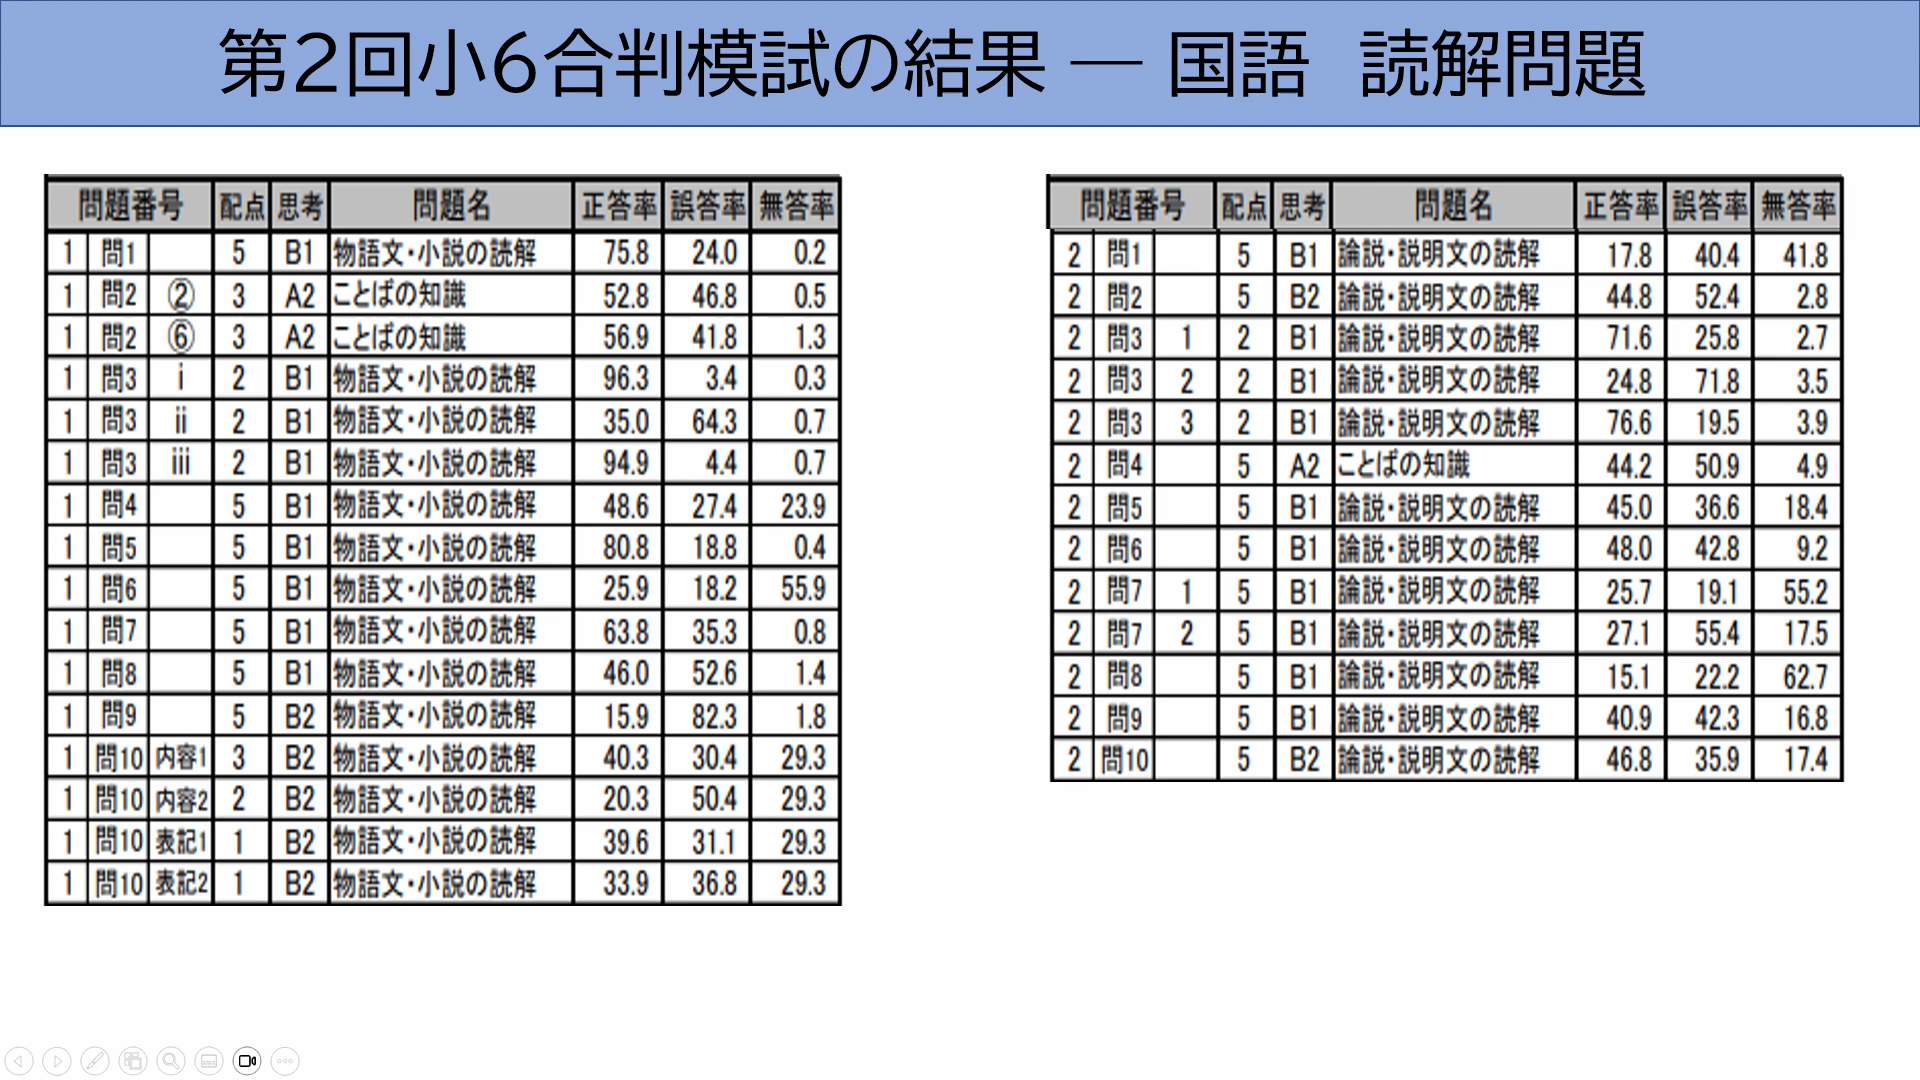 第2回小6合判模試の結果 ― 国語　読解問題
問題番号 配点 思考 問題名 正答率 誤答率 無答率
1 問1 5 B1 物語文・小説の読解 75.8 24.0 0.2
1 問2 ② 3 A2 ことばの知識 52.8 46.8 0.5
1 問2 ⑥ 3 A2 ことばの知識 56.9 41.8 1.3
1 問3 ⅰ 2 B1 物語文・小説の読解 96.3 3.4 0.3
1 問3 ⅱ 2 B1 物語文・小説の読解 35.0 64.3 0.7
1 問3 ⅲ 2 B1 物語文・小説の読解 94.9 4.4 0.7
1 問4 5 B1 物語文・小説の読解 48.6 27.4 23.9
1 問5 5 B1 物語文・小説の読解 80.8 18.8 0.4
1 問6 5 B1 物語文・小説の読解 25.9 18.2 55.9
1 問7 5 B1 物語文・小説の読解 63.8 35.3 0.8
1 問8 5 B1 物語文・小説の読解 46.0 52.6 1.4
1 問9 5 B2 物語文・小説の読解 15.9 82.3 1.8
1 問10 内容1 3 B2 物語文・小説の読解 40.3 30.4 29.3
1 問10 内容2 2 B2 物語文・小説の読解 20.3 50.4 29.3
1 問10 表記1 1 B2 物語文・小説の読解 39.6 31.1 29.3
1 問10 表記2 1 B2 物語文・小説の読解 33.9 36.8 29.3
問題番号 配点 思考 問題名 正答率 誤答率 無答率
2 問1 5 B1 論説・説明文の読解 17.8 40.4 41.8
2 問2 5 B2 論説・説明文の読解 44.8 52.4 2.8
2 問3 1 2 B1 論説・説明文の読解 71.6 25.8 2.7
2 問3 2 2 B1 論説・説明文の読解 24.8 71.8 3.5
2 問3 3 2 B1 論説・説明文の読解 76.6 19.5 3.9
2 問4 5 A2 ことばの知識 44.2 50.9 4.9
2 問5 5 B1 論説・説明文の読解 45.0 36.6 18.4
2 問6 5 B1 論説・説明文の読解 48.0 42.8 9.2
2 問7 1 5 B1 論説・説明文の読解 25.7 19.1 55.2
2 問7 2 5 B1 論説・説明文の読解 27.1 55.4 17.5
2 問8 5 B1 論説・説明文の読解 15.1 22.2 62.7
2 問9 5 B1 論説・説明文の読解 40.9 42.3 16.8
2 問10 5 B2 論説・説明文の読解 46.8 35.9 17.4